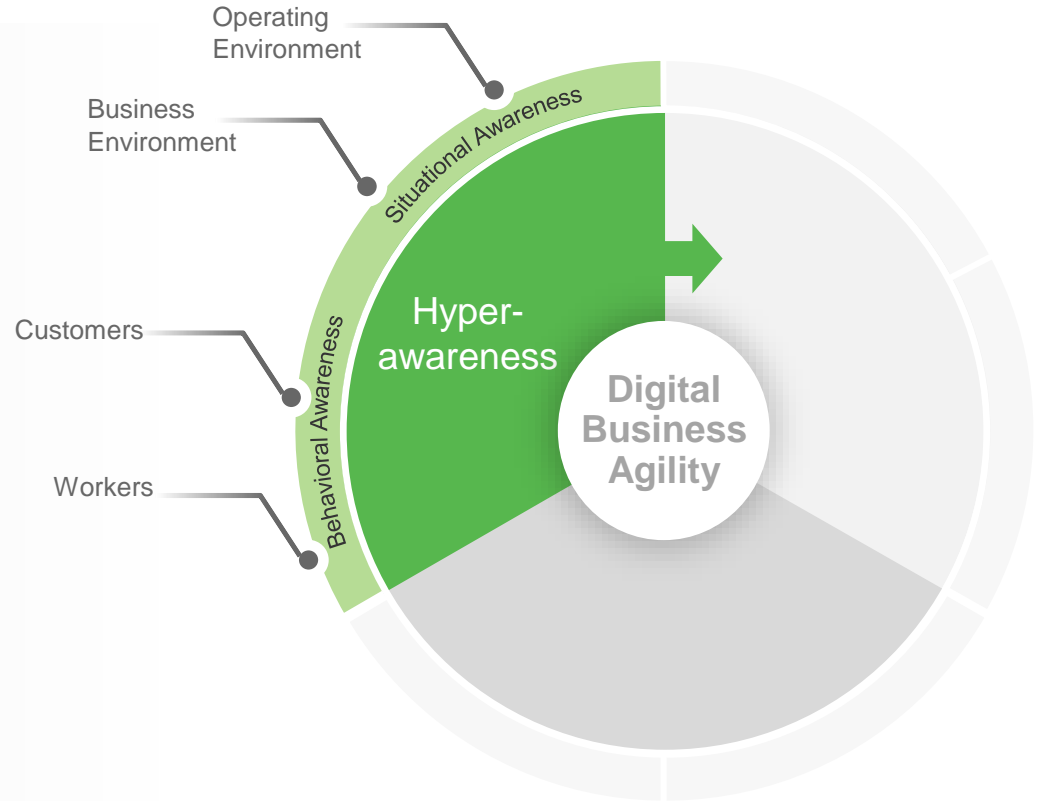 Operating
Environment
Business
Environment
Situational Awareness
Customers
Behavioral Awareness
Workers
Hyper-
awareness
Digital
Business
Agility